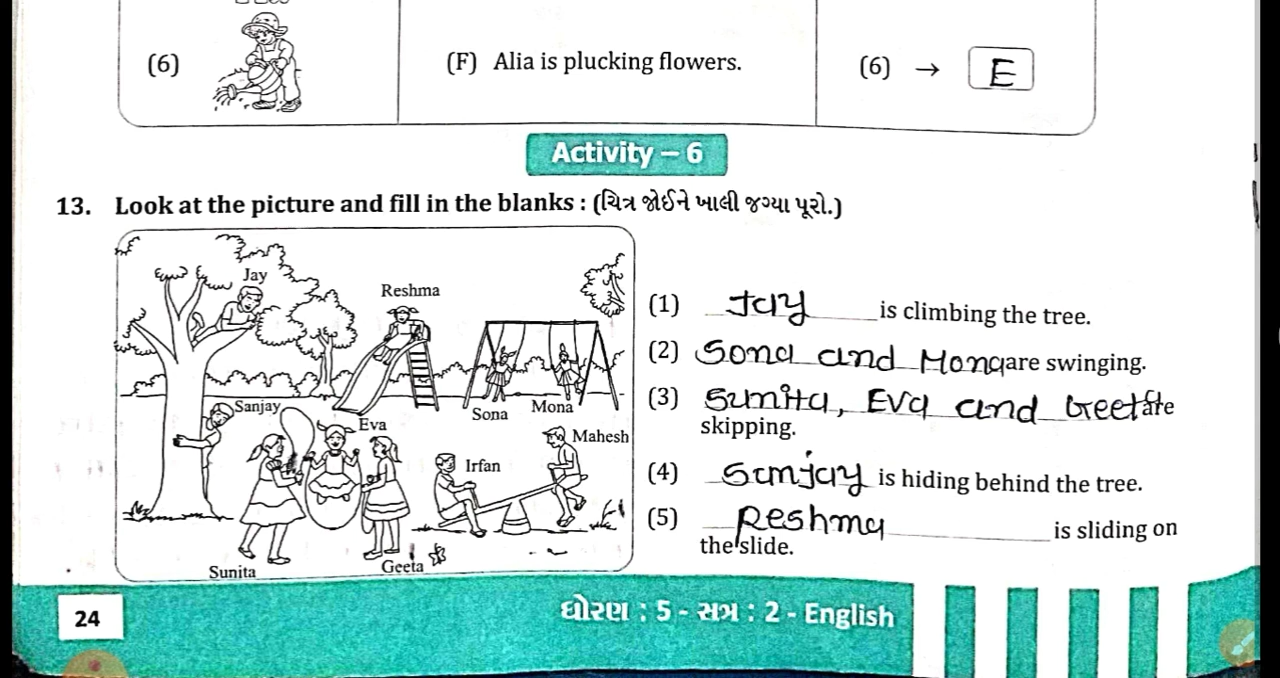 (6)
(F) Alia is plucking flowers.
(6) → E
Activity – 6
13. Look at the picture and fill in the blanks : (ચિત્ર જોઈને ખાલી જગ્યા પૂરો.)
Jay
Reshma
Sona
Mona
Sanjay
Eva
Mahesh
Irfan
Sunita
Geeta
(1) Jay is climbing the tree.
(2) Sona and Mona are swinging.
(3) Sunita, Eva and Geeta are
skipping.
(4) Sanjay is hiding behind the tree.
(5) Reshma is sliding on
the slide.
24
ધોરણ : 5 - સત્ર : 2 - English